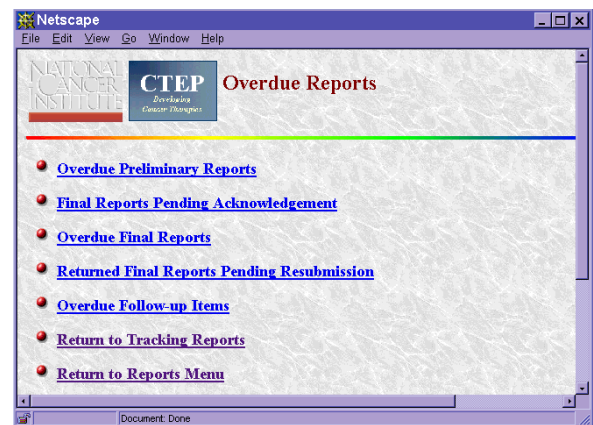 Netscape
File Edit View Go Window Help
NATIONAL
CANCER
INSTITUTE
CTEP
Developing
Cancer Therapies
Overdue Reports
Overdue Preliminary Reports
Final Reports Pending Acknowledgement
Overdue Final Reports
Returned Final Reports Pending Resubmission
Overdue Follow-up Items
Return to Tracking Reports
Return to Reports Menu
Document: Done